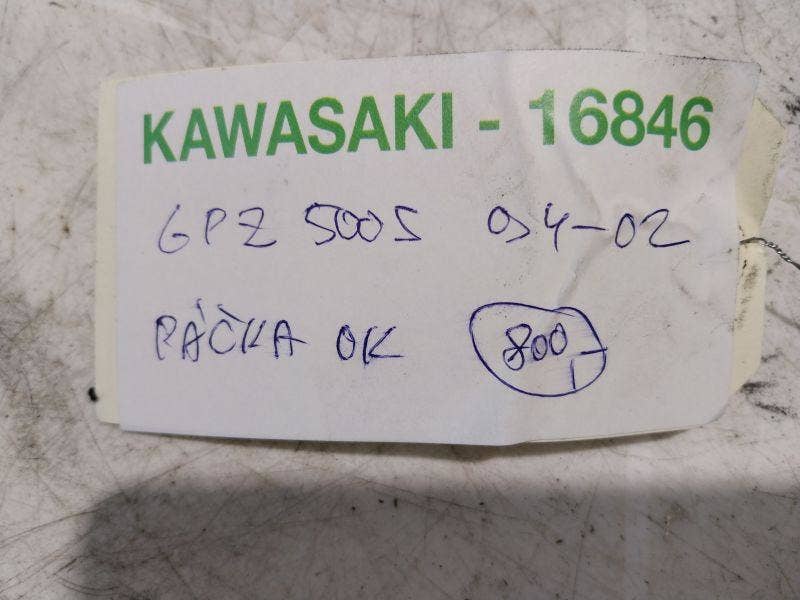 KAWASAKI - 16846
GPZ 500S 94-02
PÁČKA OK 800,-